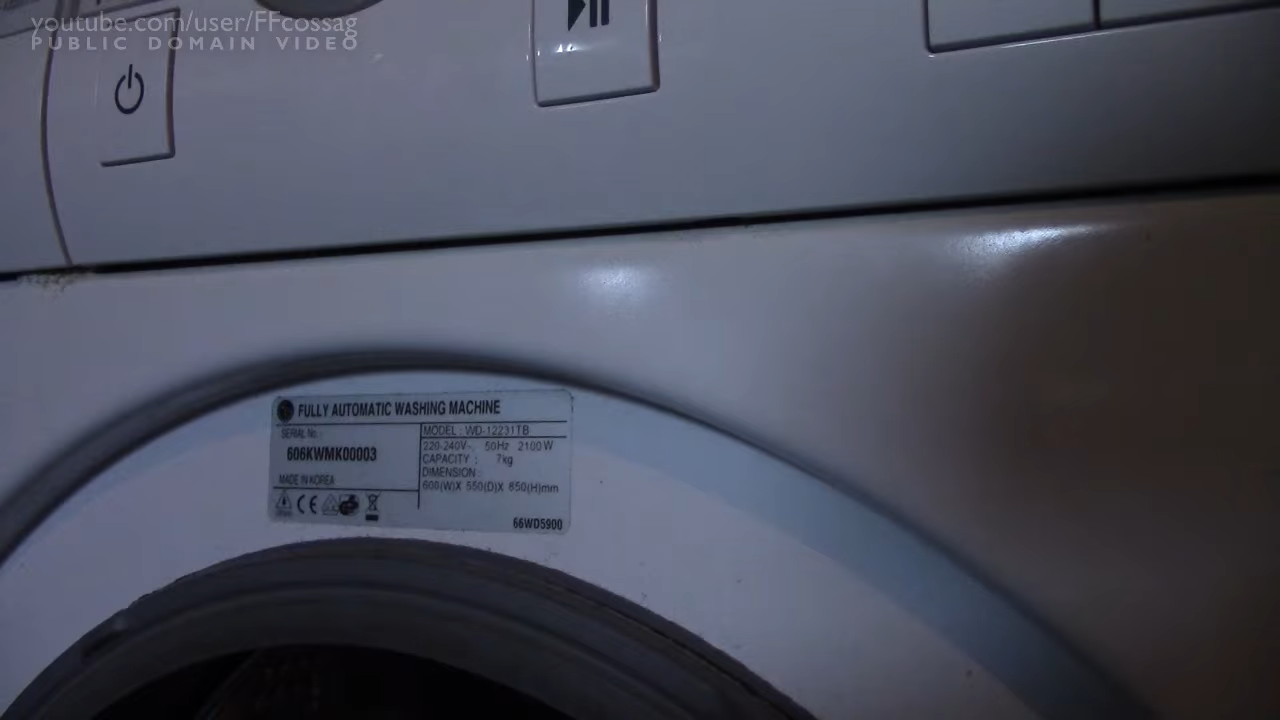 youtube.com/user/FFcossag
PUBLIC DOMAIN VIDEO
FULLY AUTOMATIC WASHING MACHINE
SERIAL No.:
606KWMK00003
MADE IN KOREA
MODEL : WD-12231TB
220-240V~, 50Hz 2100W
CAPACITY : 7kg
DIMENSION :
600(W)X 550(D)X 850(H)mm
CE
66WD5900